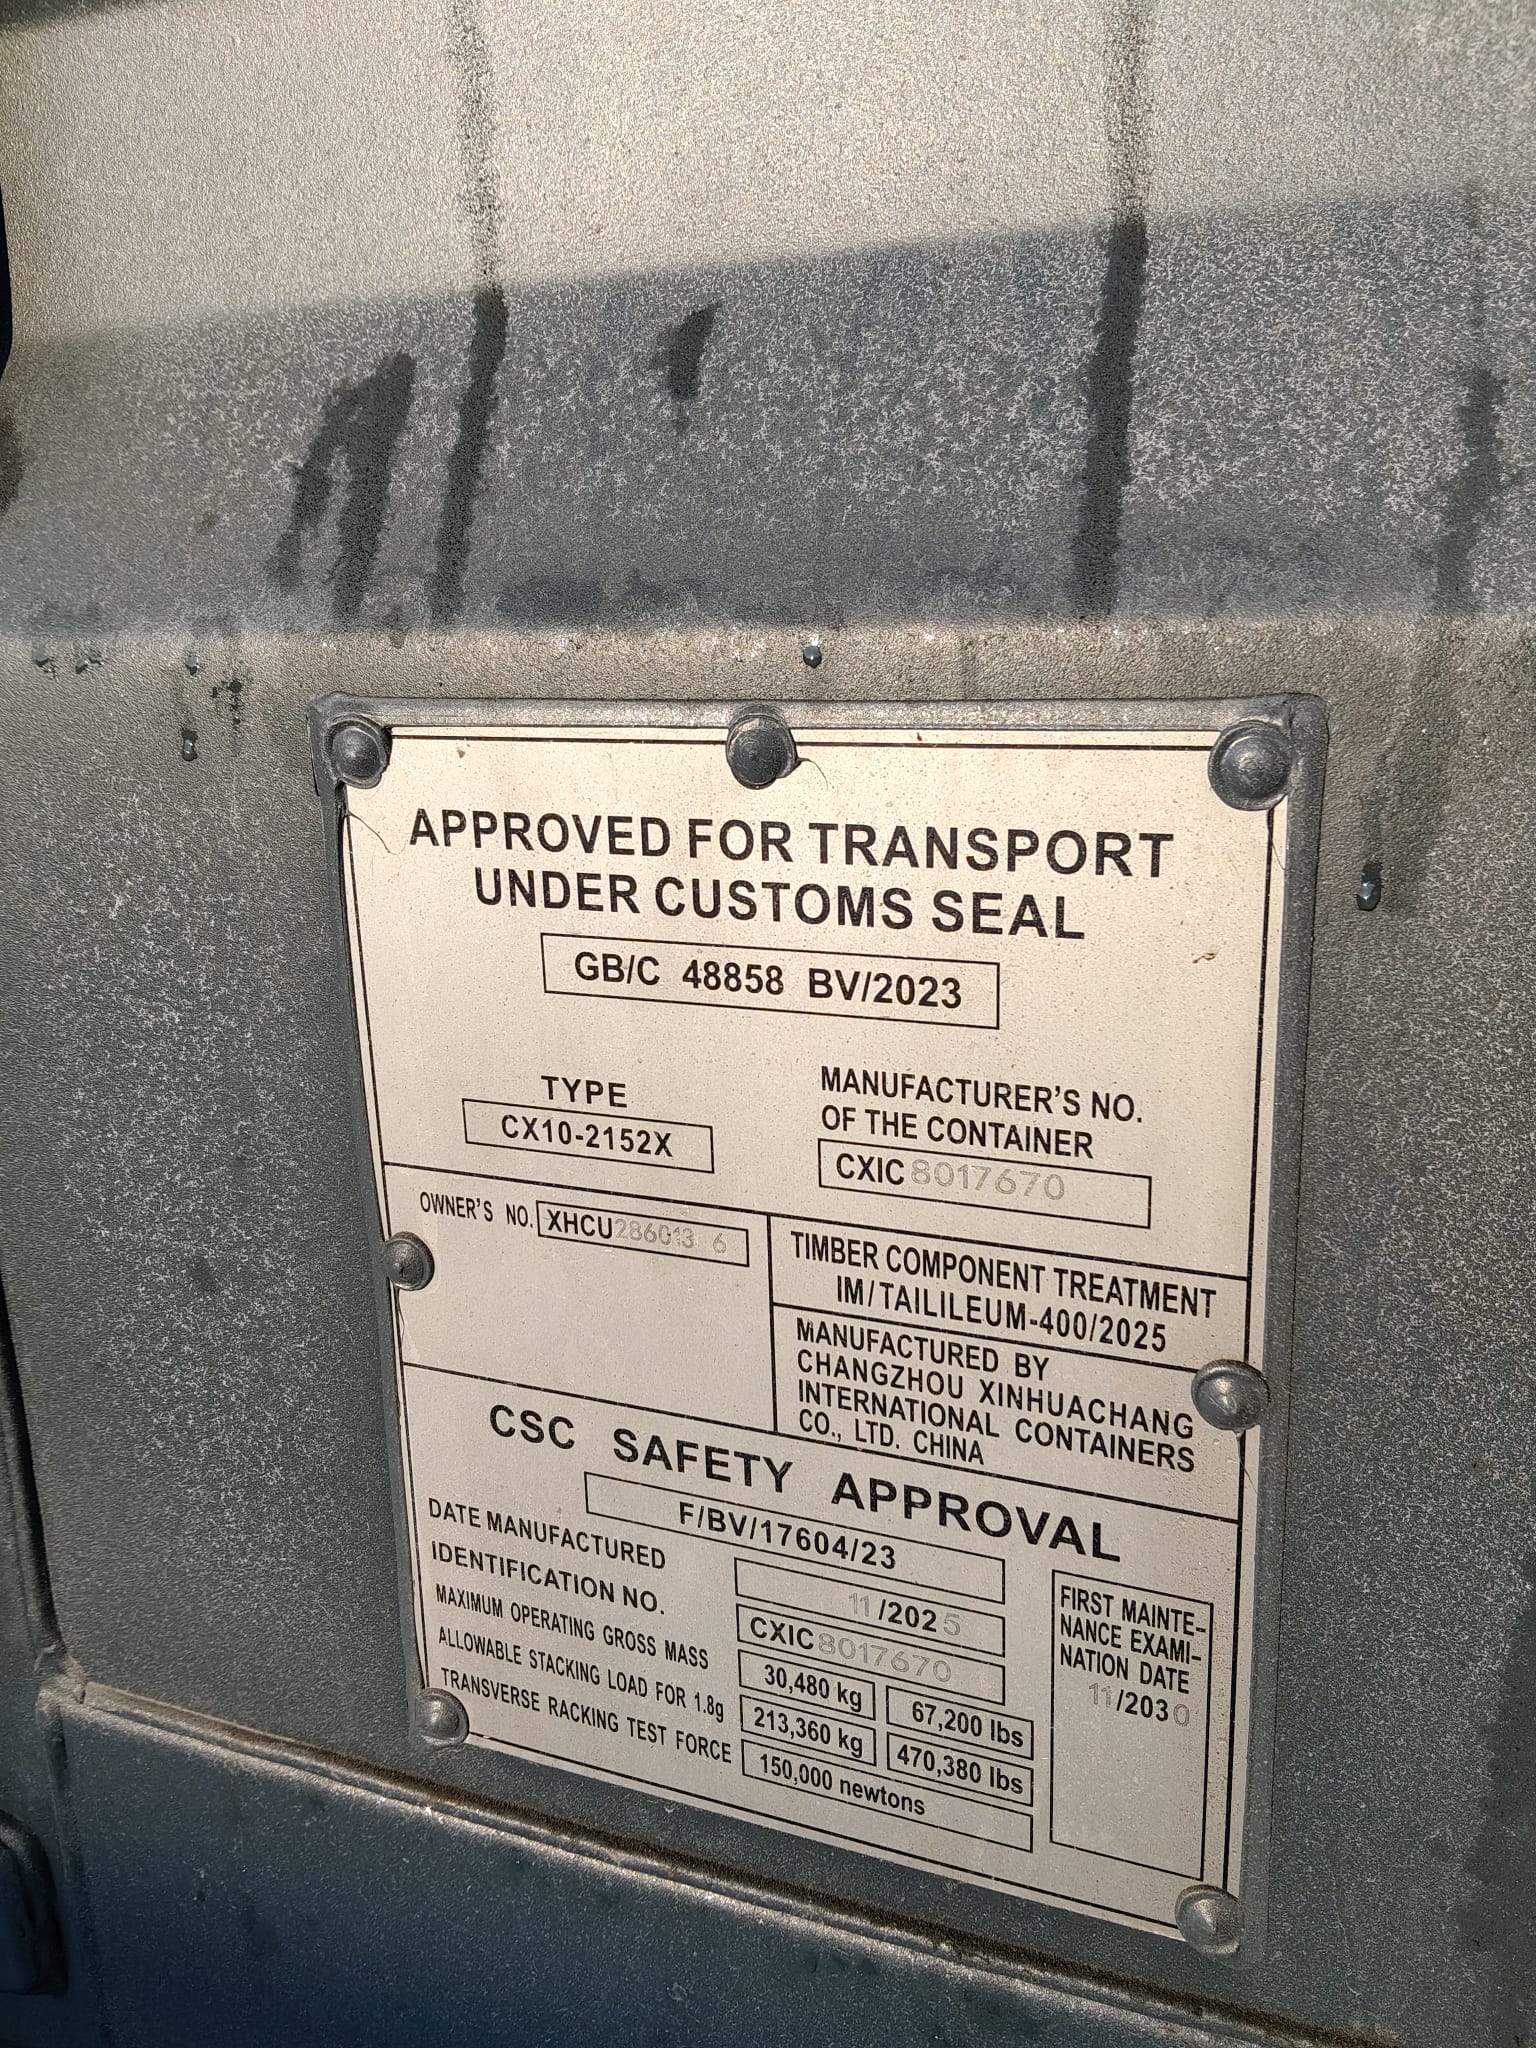 APPROVED FOR TRANSPORT
UNDER CUSTOMS SEAL
GB/C 48858 BV/2023
TYPE
CX10-2152X
MANUFACTURER'S NO.
OF THE CONTAINER
CXIC 8017670
OWNER'S NO. XHCU 286013 6
TIMBER COMPONENT TREATMENT
IM/TAILILEUM-400/2025
MANUFACTURED BY
CHANGZHOU XINHUACHANG
INTERNATIONAL CONTAINERS
CO., LTD. CHINA
CSC SAFETY APPROVAL
F/BV/17604/23
DATE MANUFACTURED 11/2025
IDENTIFICATION NO. CXIC 8017670
MAXIMUM OPERATING GROSS MASS 30,480 kg 67,200 lbs
ALLOWABLE STACKING LOAD FOR 1.8g 213,360 kg 470,380 lbs
TRANSVERSE RACKING TEST FORCE 150,000 newtons
FIRST MAINTE-
NANCE EXAMI-
NATION DATE
11/2030